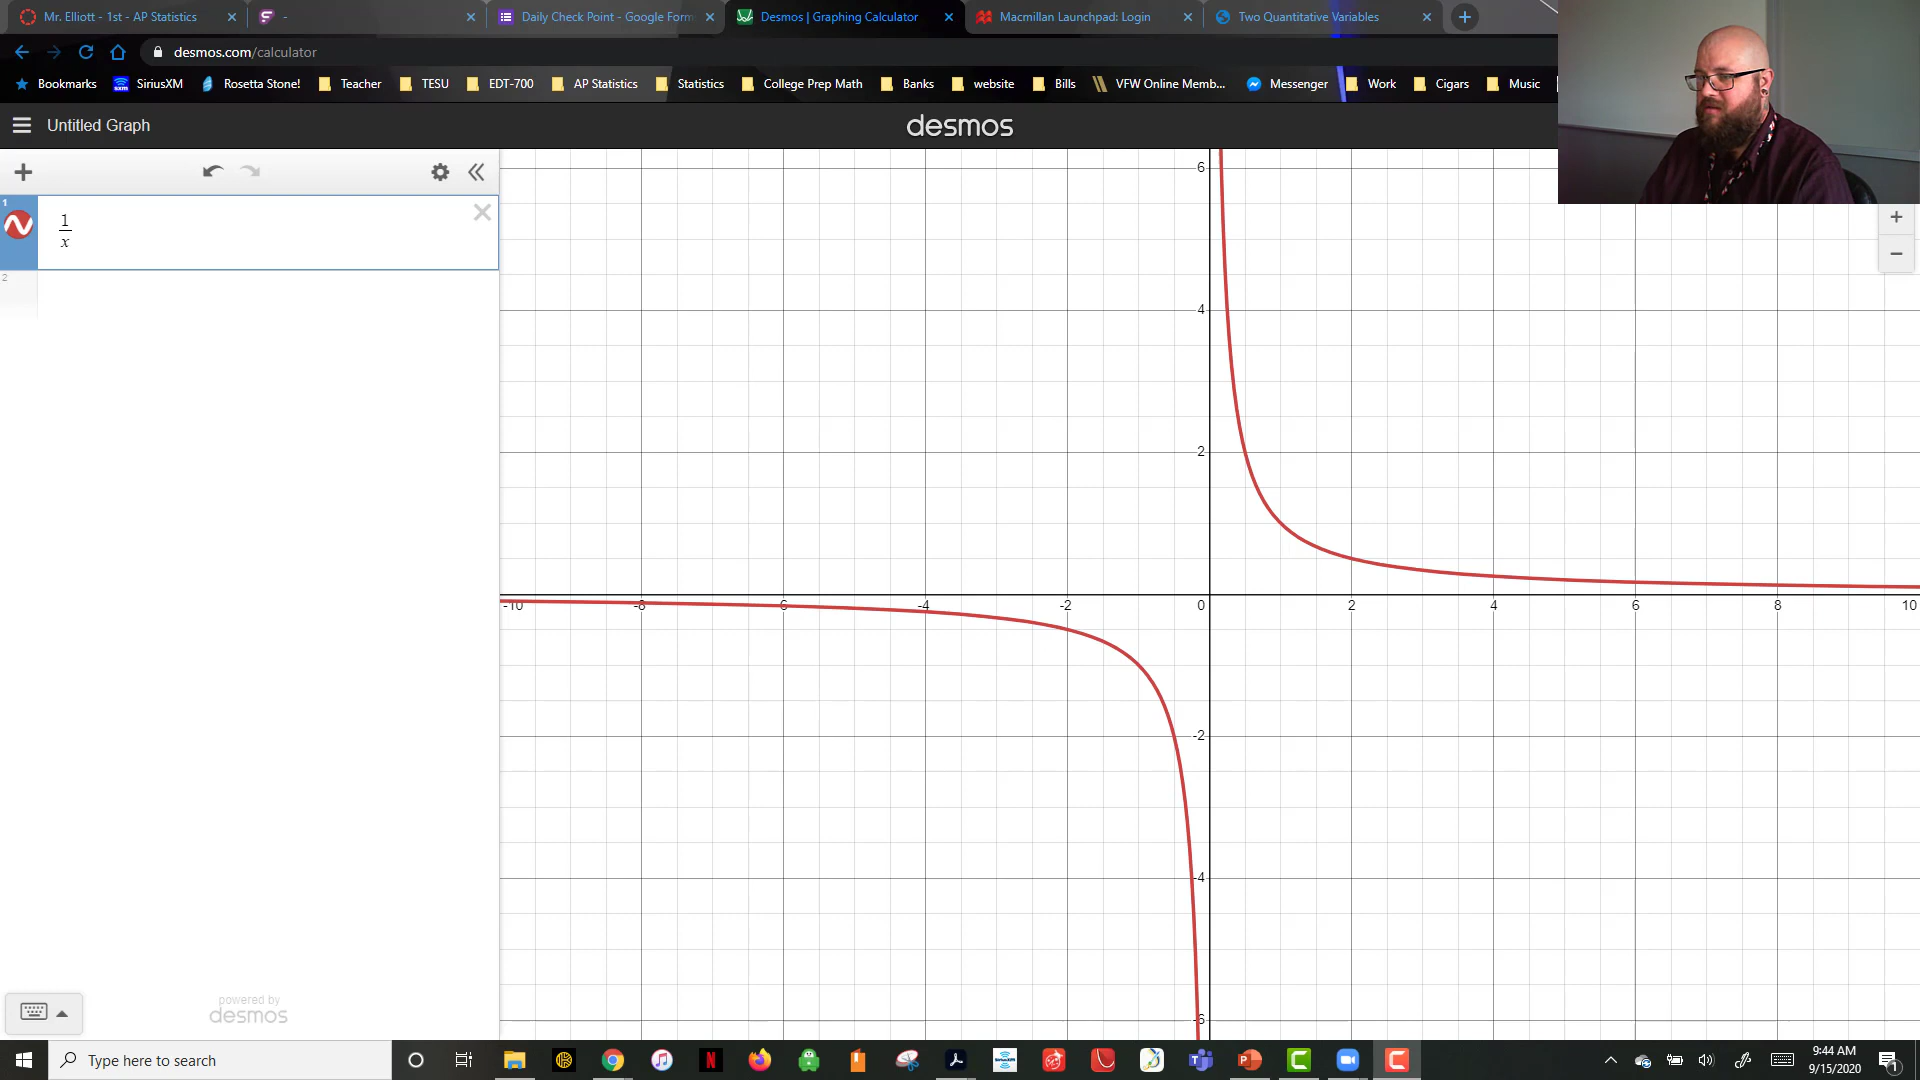 Mr. Elliott - 1st - AP Statistics
-
Daily Check Point - Google Form
Desmos | Graphing Calculator
Macmillan Launchpad: Login
Two Quantitative Variables
desmos.com/calculator
Bookmarks SiriusXM Rosetta Stone! Teacher TESU EDT-700 AP Statistics Statistics College Prep Math Banks website Bills VFW Online Memb... Messenger Work Cigars Music
Untitled Graph
desmos
1
1
x
2
6
4
2
-10 -8 -6 -4 -2 0 2 4 6 8 10
-2
-4
-6
powered by
desmos
Type here to search
9:44 AM
9/15/2020
1